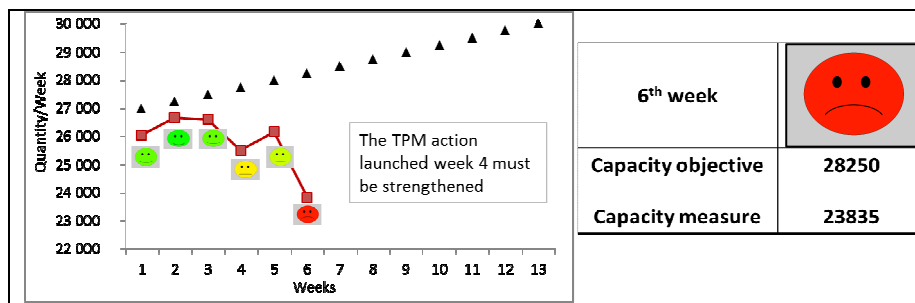 30 000
29 000
28 000
27 000
26 000
25 000
24 000
23 000
22 000
Quantity/Week
1 2 3 4 5 6 7 8 9 10 11 12 13
Weeks
The TPM action
launched week 4 must
be strengthened
6th week
Capacity objective 28250
Capacity measure 23835